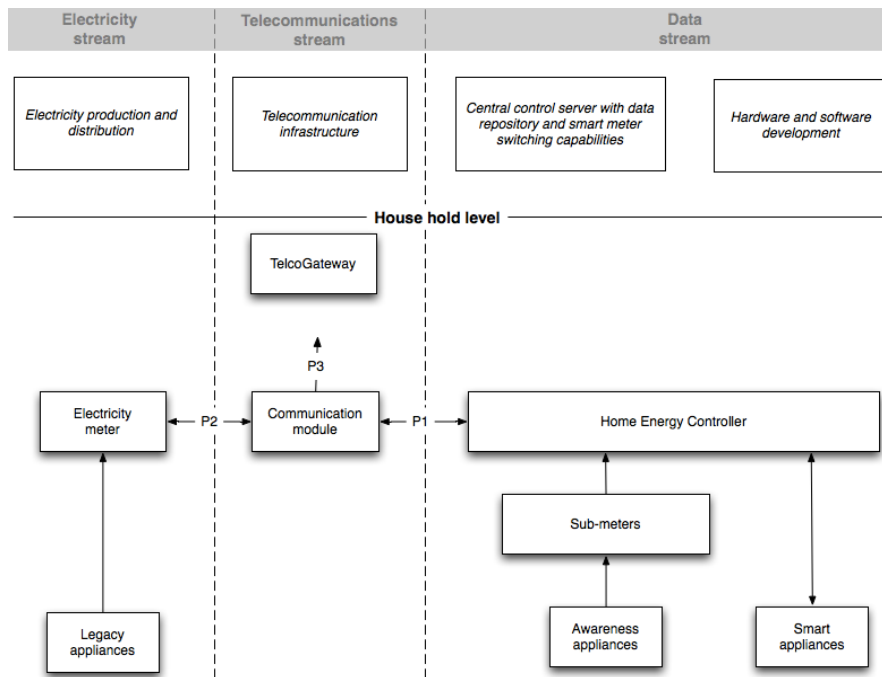 Electricity
stream
Telecommunications
stream
Data
stream
Electricity production and
distribution
Telecommunication
infrastructure
Central control server with data
repository and smart meter
switching capabilities
Hardware and software
development
House hold level
TelcoGateway
P3
Electricity
meter
P2
Communication
module
P1
Home Energy Controller
Sub-meters
Legacy
appliances
Awareness
appliances
Smart
appliances